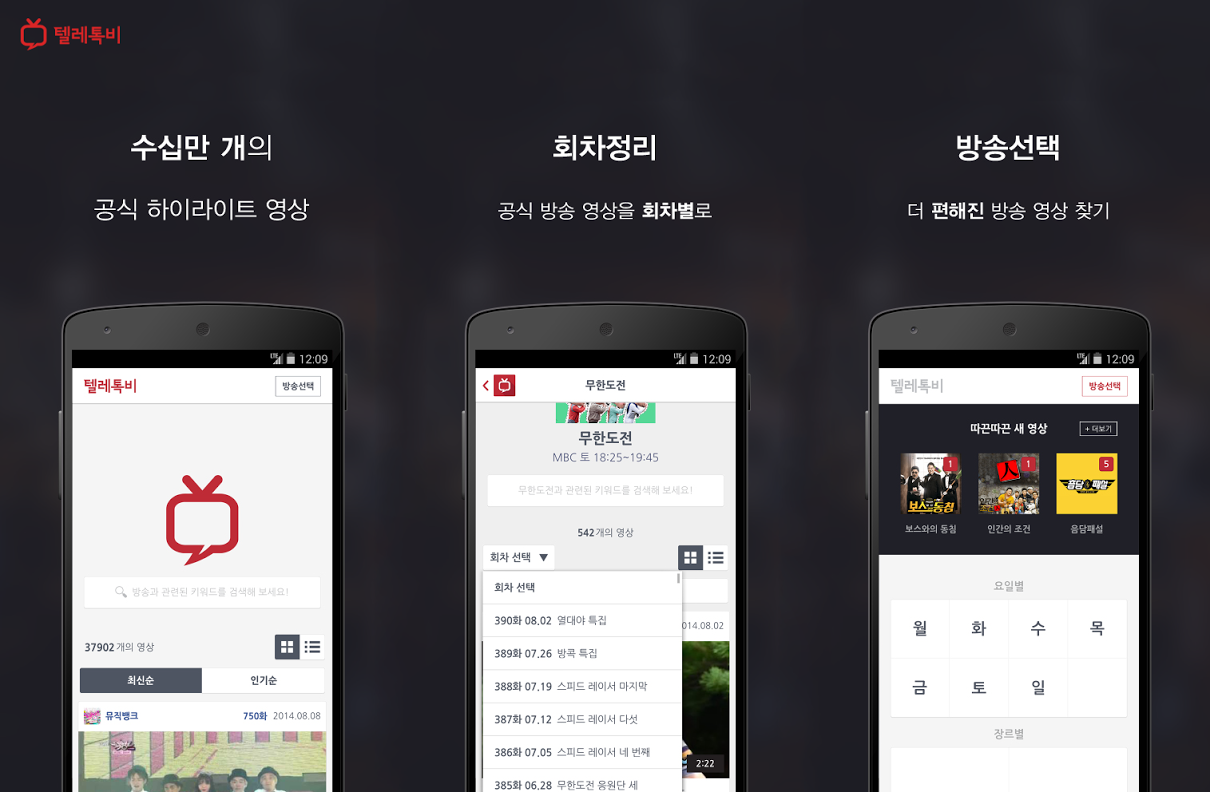 텔레톡비
수십만 개의
공식 하이라이트 영상
LTE 12:09
텔레톡비
방송선택
방송과 관련된 키워드를 검색해 보세요!
37902 개의 영상
최신순
인기순
뮤직뱅크
750화 2014.08.08
회차정리
공식 방송 영상을 회차별로
LTE 12:09
무한도전
무한도전
MBC 토 18:25~19:45
무한도전과 관련된 키워드를 검색해 보세요!
542 개의 영상
회차 선택 ▼
회차 선택
390화 08.02 열대야 특집
014.08.02
389화 07.26 방콕 특집
388화 07.19 스피드 레이서 마지막
387화 07.12 스피드 레이서 다섯
386화 07.05 스피드 레이서 네 번째
2:22
385화 06.28 무한도전 응원단 세
방송선택
더 편해진 방송 영상 찾기
LTE 12:09
텔레톡비
방송선택
따끈따끈 새 영상
+ 더보기
1
1
5
보스와의 동침
인간의 조건
음담패설
음담패설
요일별
월
화
수
목
금
토
일
장르별